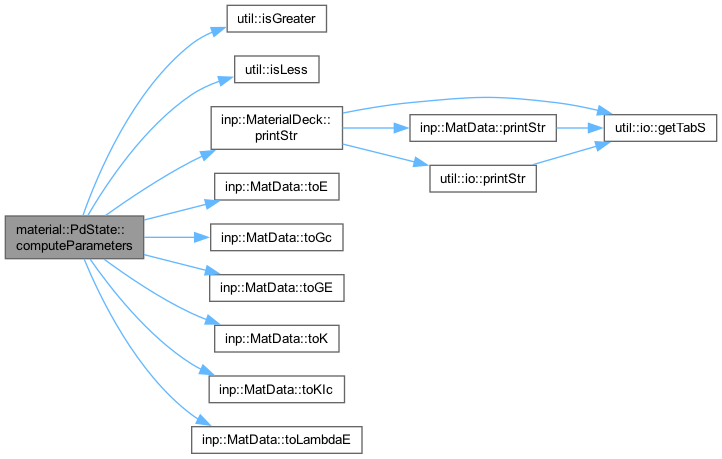 util::isGreater
util::isLess
inp::MaterialDeck::
printStr
inp::MatData::printStr
util::io::getTabS
util::io::printStr
inp::MatData::toE
material::PdState::
computeParameters
inp::MatData::toGc
inp::MatData::toGE
inp::MatData::toK
inp::MatData::toKIc
inp::MatData::toLambdaE